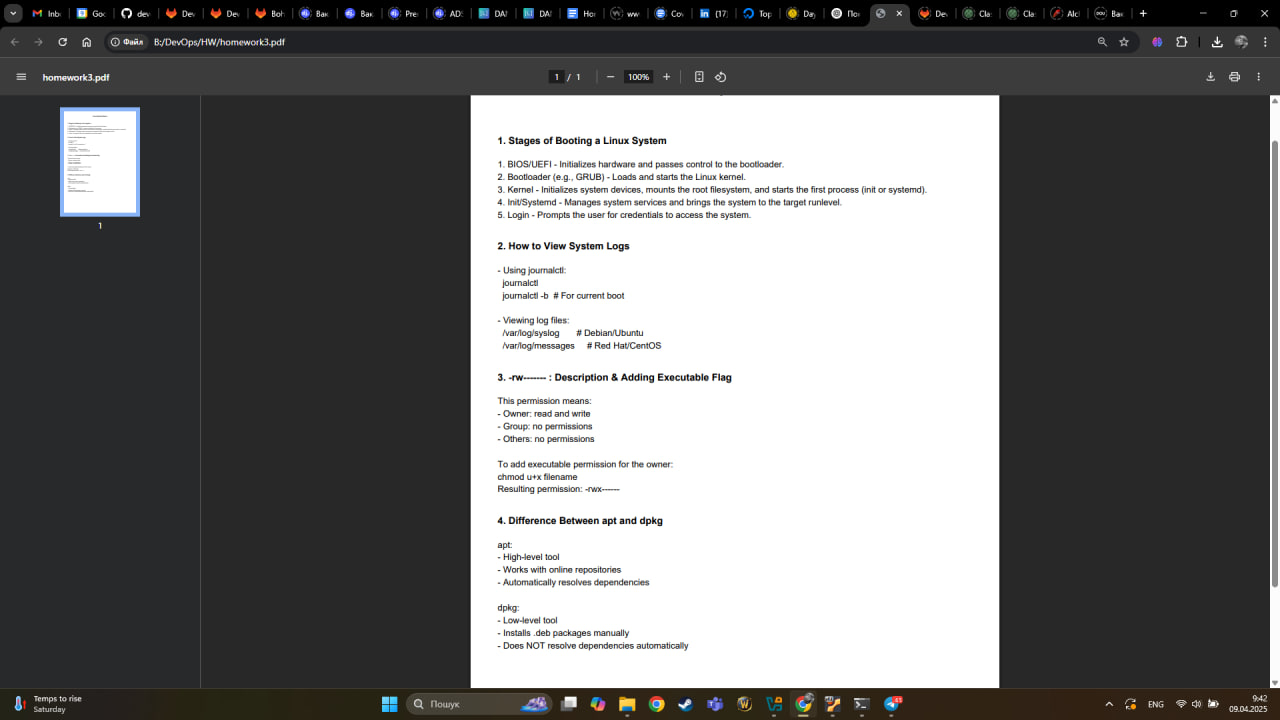 Inb
Goo
dev
Dev
Dev
Boh
Вак
Вак
Pre
AD
DA
DA
Ho
ww
Cov
(17
Top
Day
По
Dev
Cla
Cla
Alo
Вак
Файл
B:/DevOps/HW/homework3.pdf
homework3.pdf
1 / 1
100%
1
1. Stages of Booting a Linux System
1. BIOS/UEFI - Initializes hardware and passes control to the bootloader.
2. Bootloader (e.g., GRUB) - Loads and starts the Linux kernel.
3. Kernel - Initializes system devices, mounts the root filesystem, and starts the first process (init or systemd).
4. Init/Systemd - Manages system services and brings the system to the target runlevel.
5. Login - Prompts the user for credentials to access the system.
2. How to View System Logs
- Using journalctl:
journalctl
journalctl -b # For current boot
- Viewing log files:
/var/log/syslog # Debian/Ubuntu
/var/log/messages # Red Hat/CentOS
3. -rw------- : Description & Adding Executable Flag
This permission means:
- Owner: read and write
- Group: no permissions
- Others: no permissions
To add executable permission for the owner:
chmod u+x filename
Resulting permission: -rwx------
4. Difference Between apt and dpkg
apt:
- High-level tool
- Works with online repositories
- Automatically resolves dependencies
dpkg:
- Low-level tool
- Installs .deb packages manually
- Does NOT resolve dependencies automatically
Temps to rise
Saturday
Пошук
ENG
9:42
09.04.2025